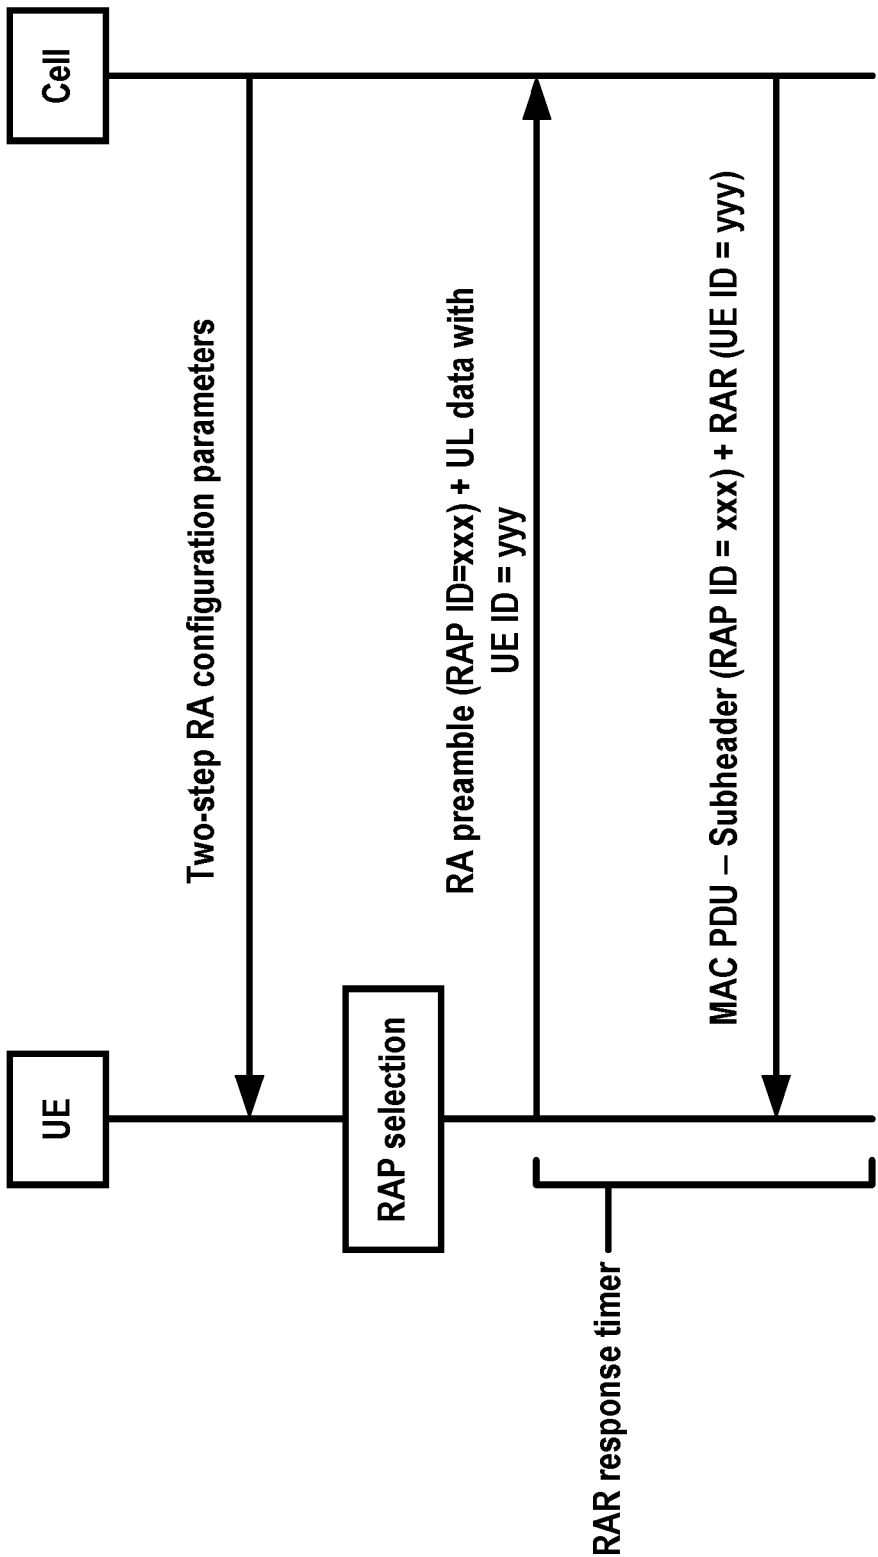 UE
Cell
Two-step RA configuration parameters
RAP selection
RA preamble (RAP ID=xxx) + UL data with
UE ID = yyy
RAR response timer
MAC PDU – Subheader (RAP ID = xxx) + RAR (UE ID = yyy)